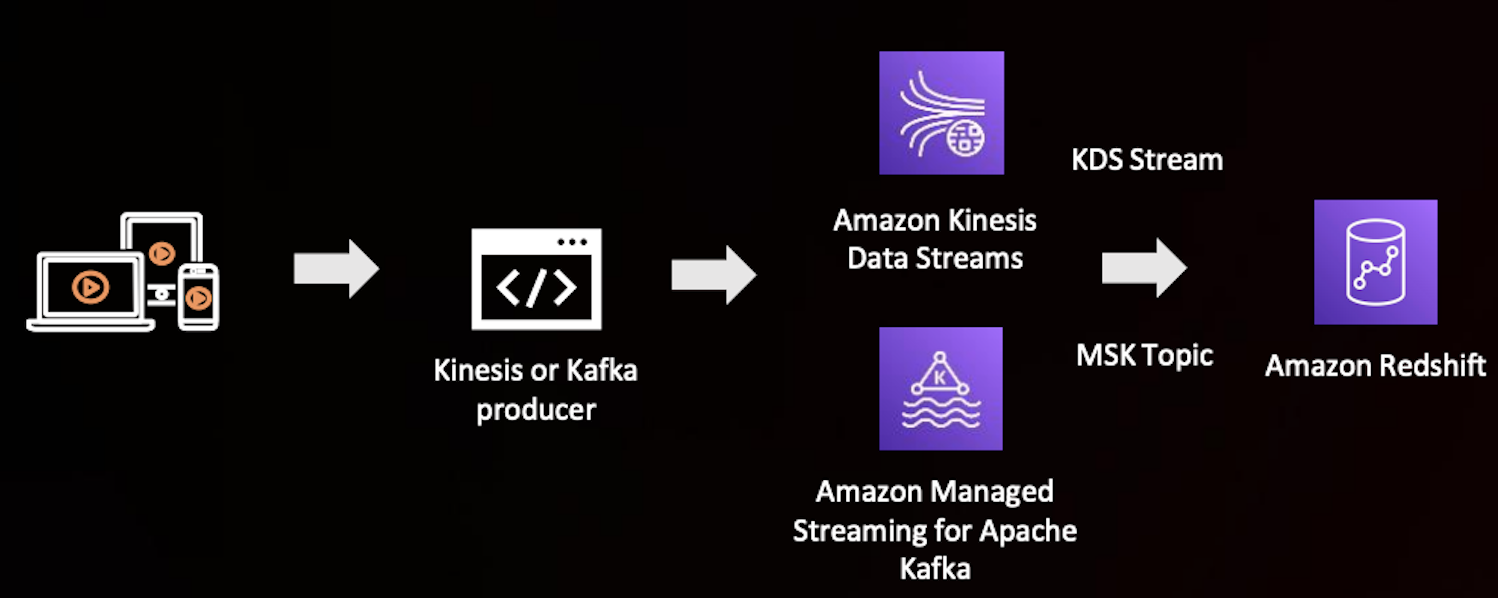 Kinesis or Kafka
producer
Amazon Kinesis
Data Streams
K
Amazon Managed
Streaming for Apache
Kafka
KDS Stream
MSK Topic
Amazon Redshift